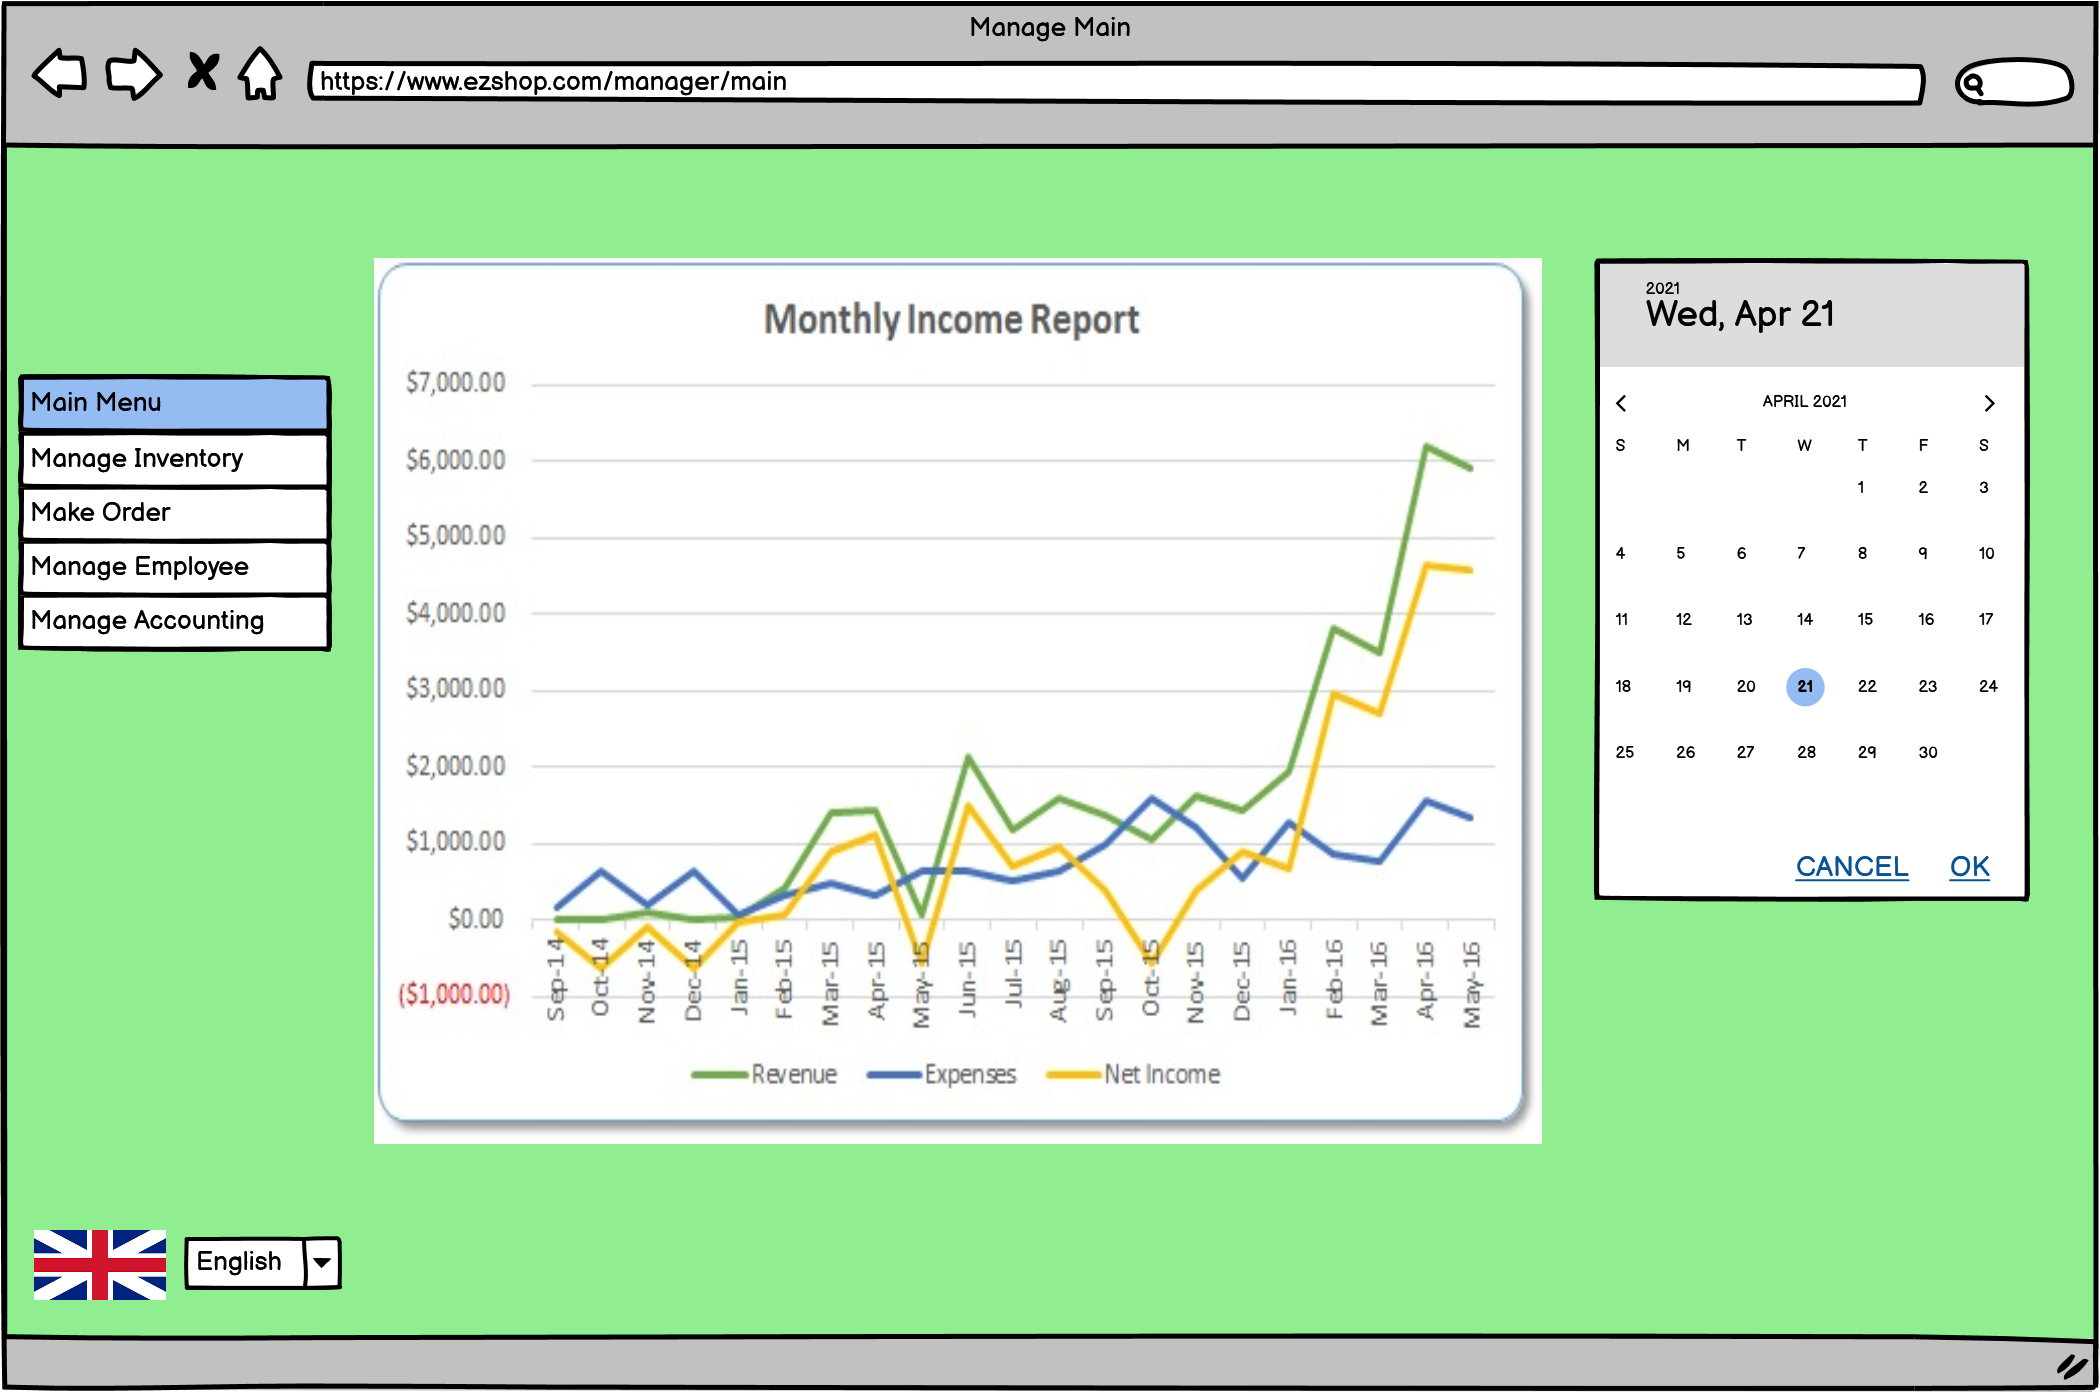 Manage Main
https://www.ezshop.com/manager/main
Main Menu
Manage Inventory
Make Order
Manage Employee
Manage Accounting
Monthly Income Report
$7,000.00
$6,000.00
$5,000.00
$4,000.00
$3,000.00
$2,000.00
$1,000.00
$0.00
($1,000.00)
Sep-14
Oct-14
Nov-14
Dec-14
Jan-15
Feb-15
Mar-15
Apr-15
May-15
Jun-15
Jul-15
Aug-15
Sep-15
Oct-15
Nov-15
Dec-15
Jan-16
Feb-16
Mar-16
Apr-16
May-16
Revenue Expenses Net Income
2021
Wed, Apr 21
APRIL 2021
S M T W T F S
1 2 3
4 5 6 7 8 9 10
11 12 13 14 15 16 17
18 19 20 21 22 23 24
25 26 27 28 29 30
CANCEL OK
English